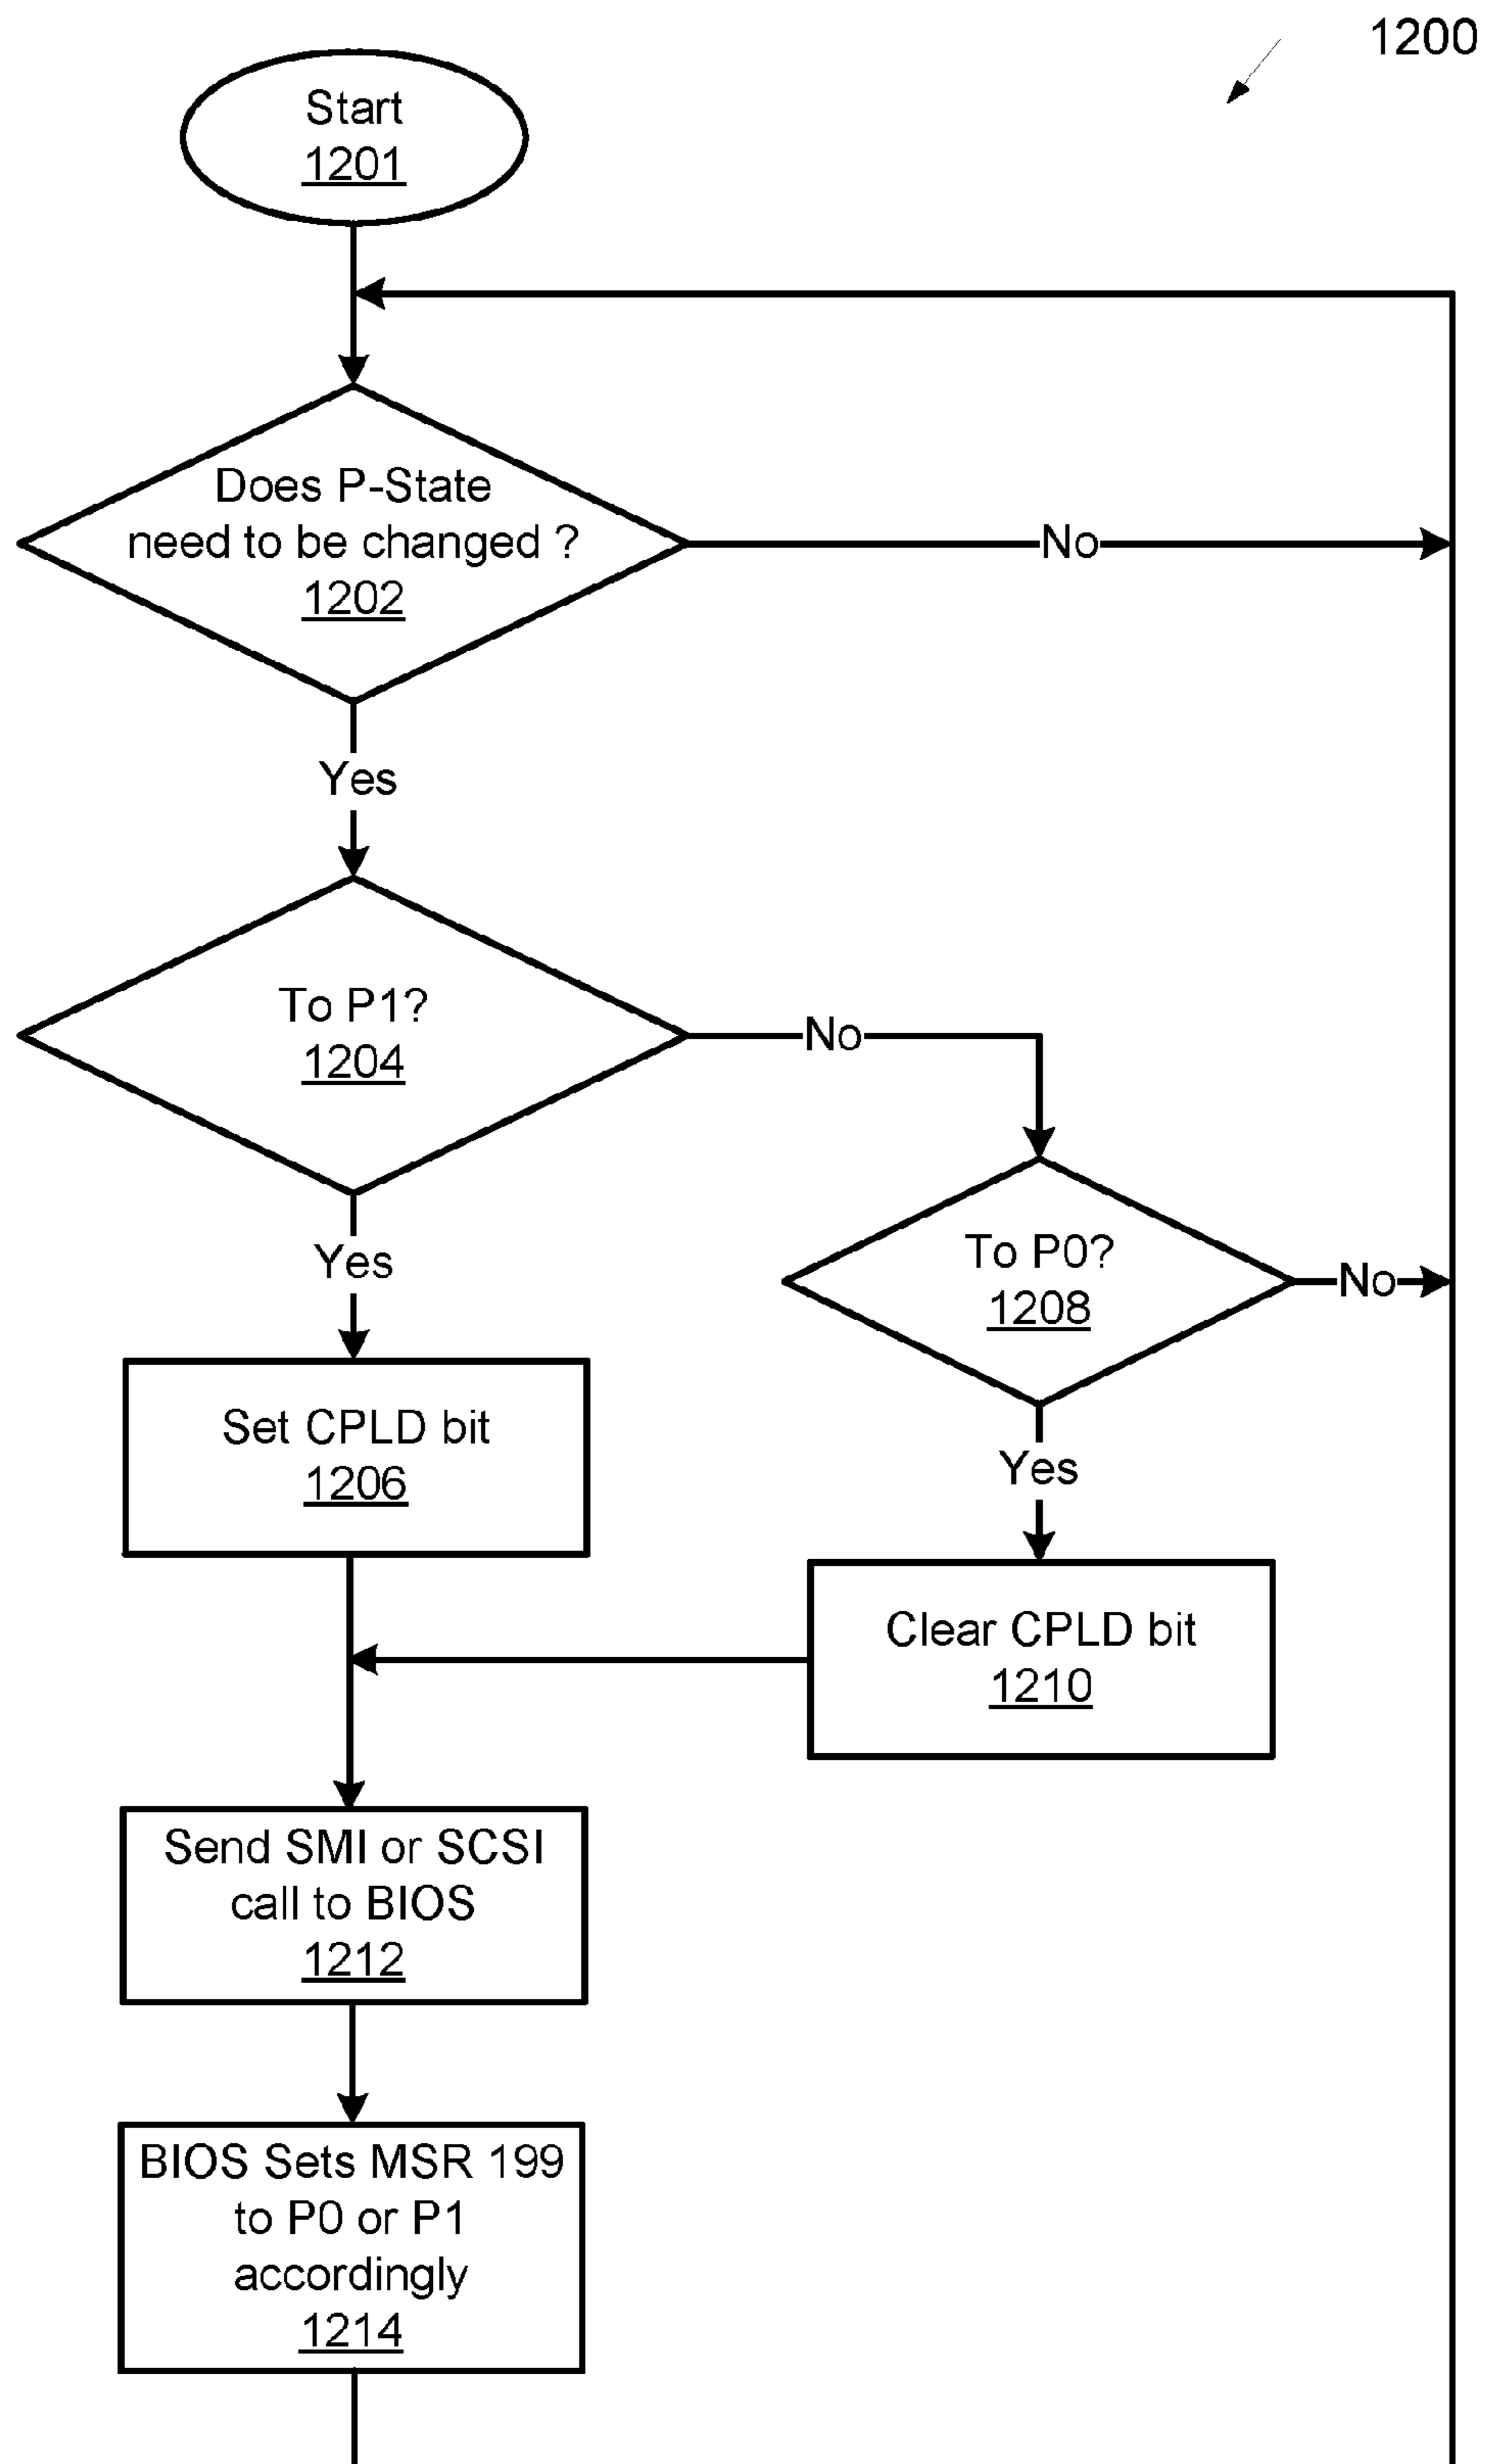 1200
Start
1201
Does P-State
need to be changed ?
1202
No
Yes
To P1?
1204
No
Yes
To P0?
1208
No
Set CPLD bit
1206
Yes
Clear CPLD bit
1210
Send SMI or SCSI
call to BIOS
1212
BIOS Sets MSR 199
to P0 or P1
accordingly
1214